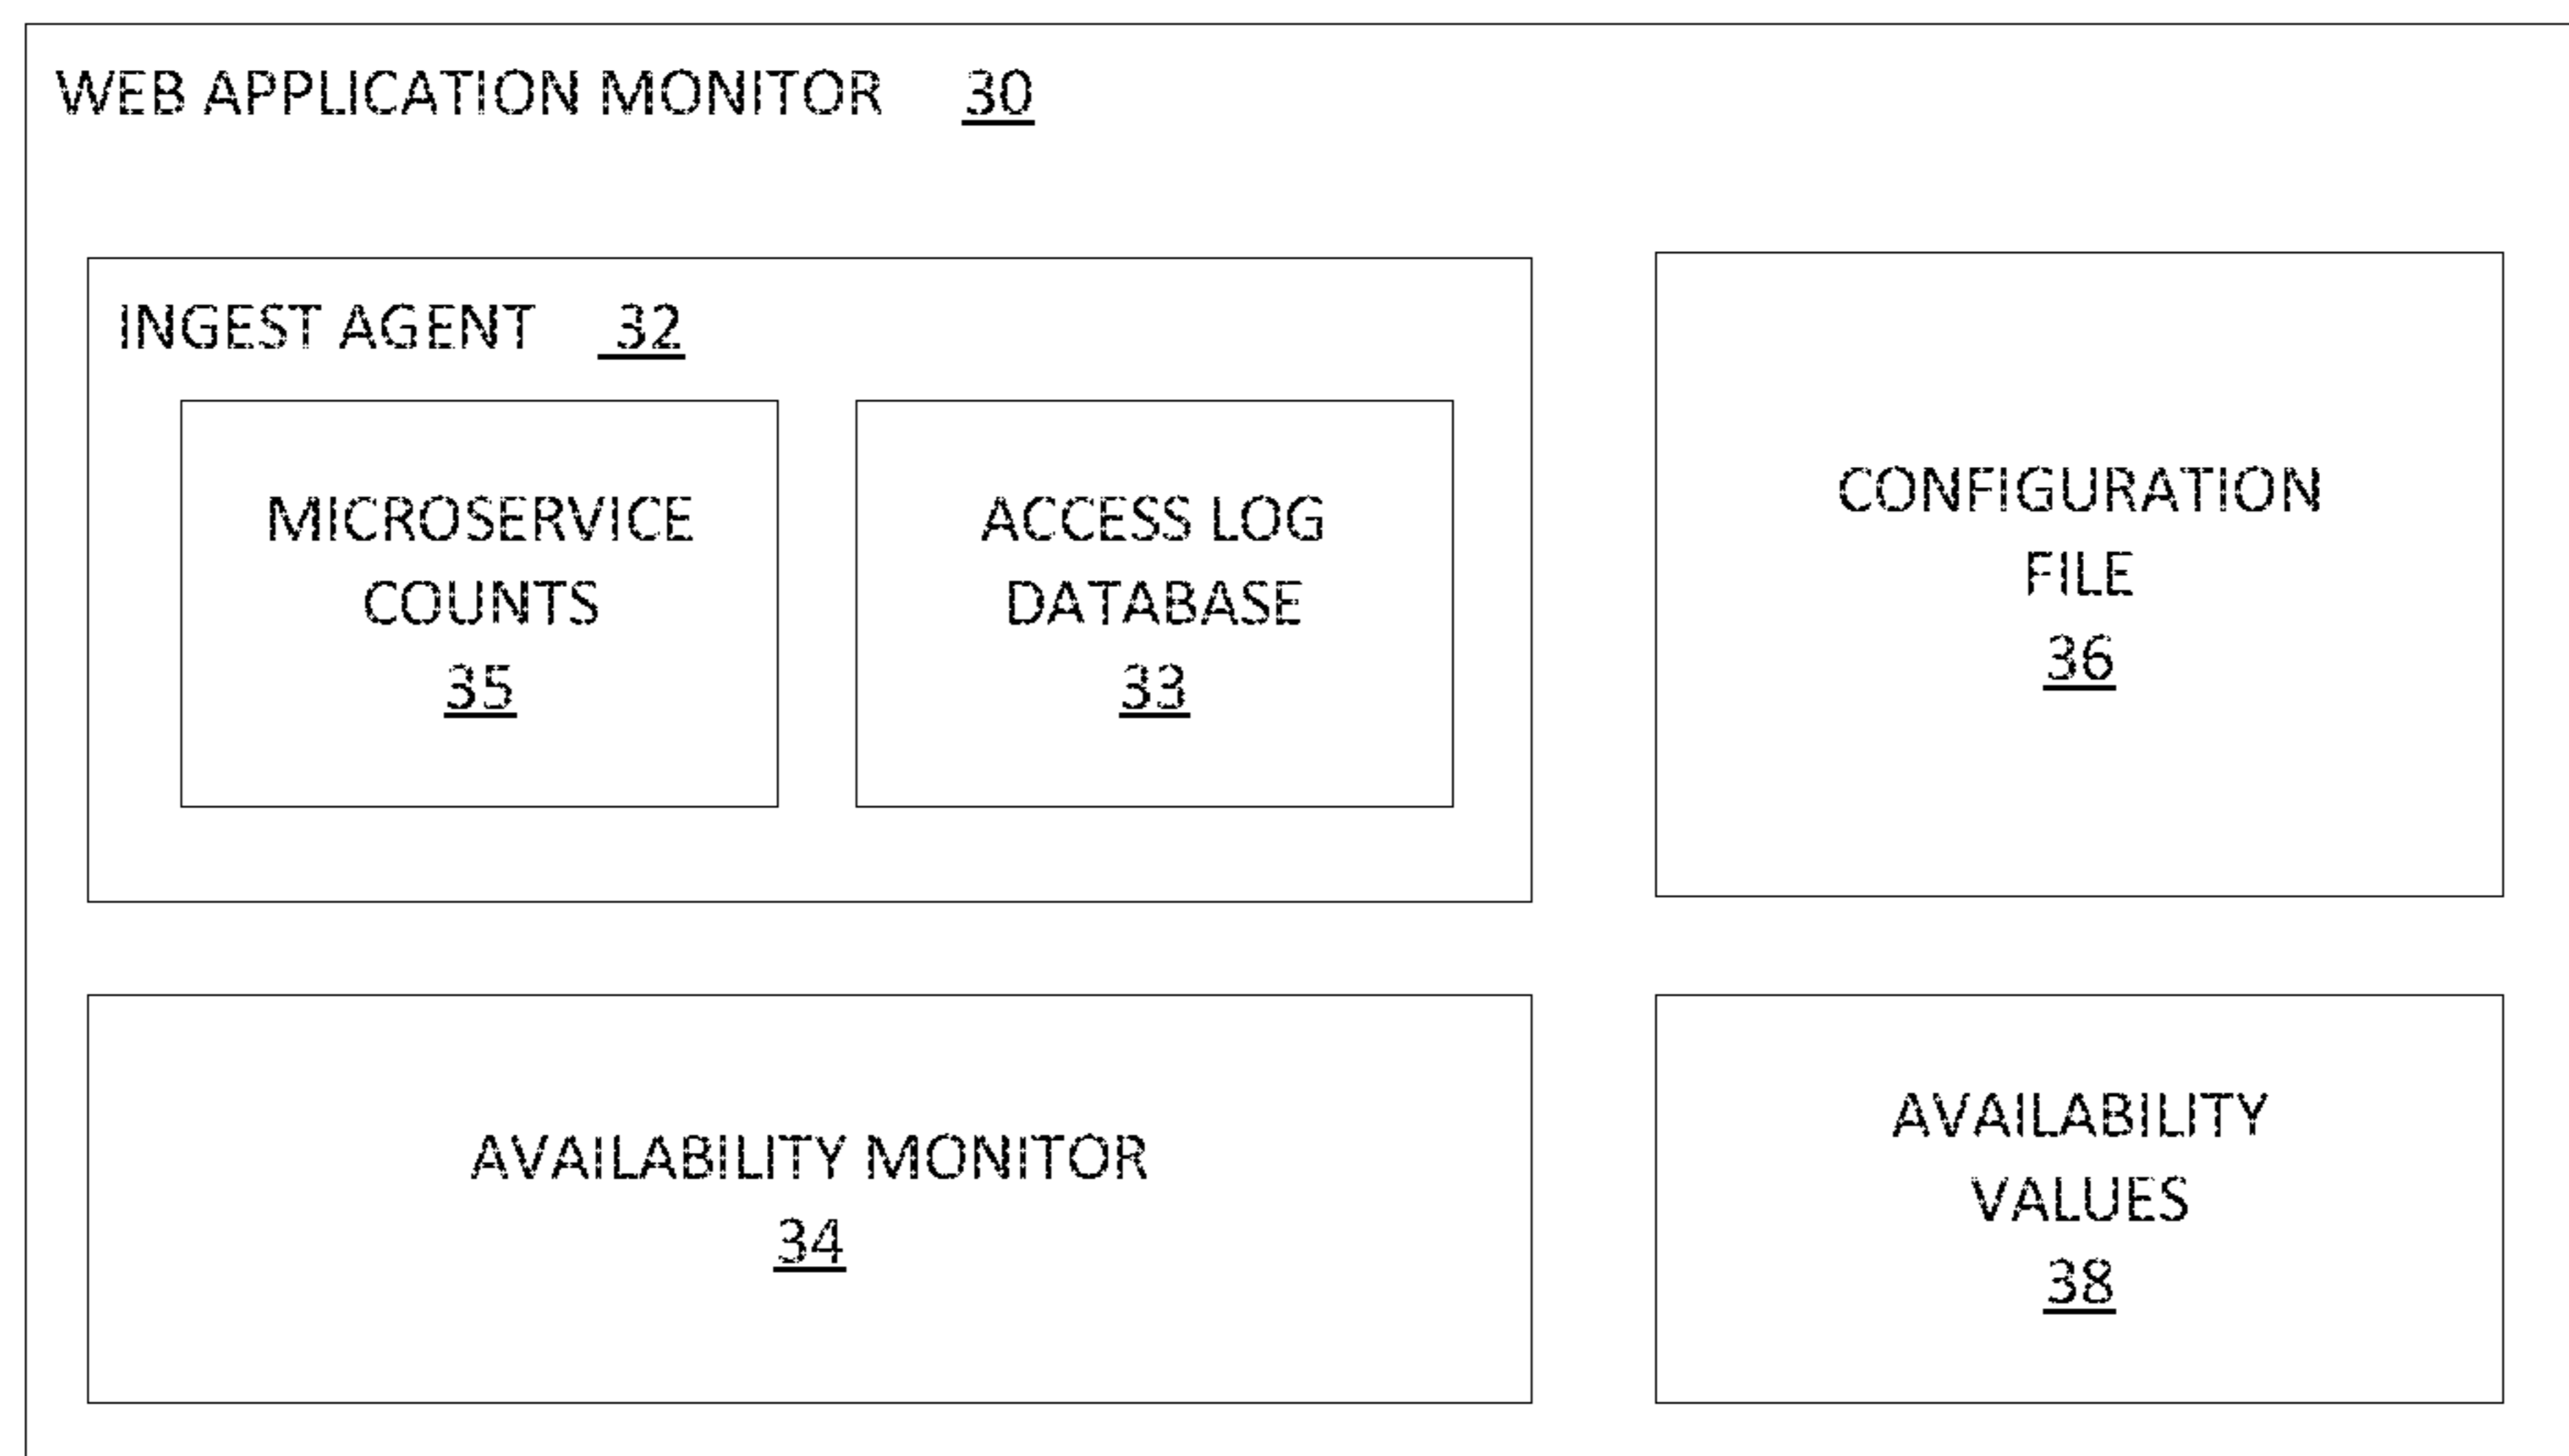 WEB APPLICATION MONITOR 30
INGEST AGENT 32
MICROSERVICE
COUNTS
35
ACCESS LOG
DATABASE
33
CONFIGURATION
FILE
36
AVAILABILITY MONITOR
34
AVAILABILITY
VALUES
38